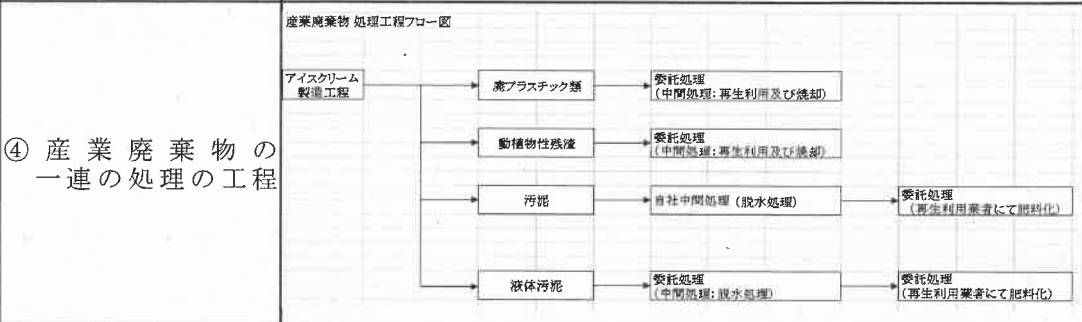 産業廃棄物 処理工程フロー図
④ 産業廃棄物の
一連の処理の工程
アイスクリーム
製造工程
廃プラスチック類
委託処理
(中間処理:再生利用及び焼却)
動植物性残渣
委託処理
(中間処理:再生利用及び焼却)
汚泥
自社中間処理 (脱水処理)
委託処理
(再生利用業者にて肥料化)
液体汚泥
委託処理
(中間処理:脱水処理)
委託処理
(再生利用業者にて肥料化)